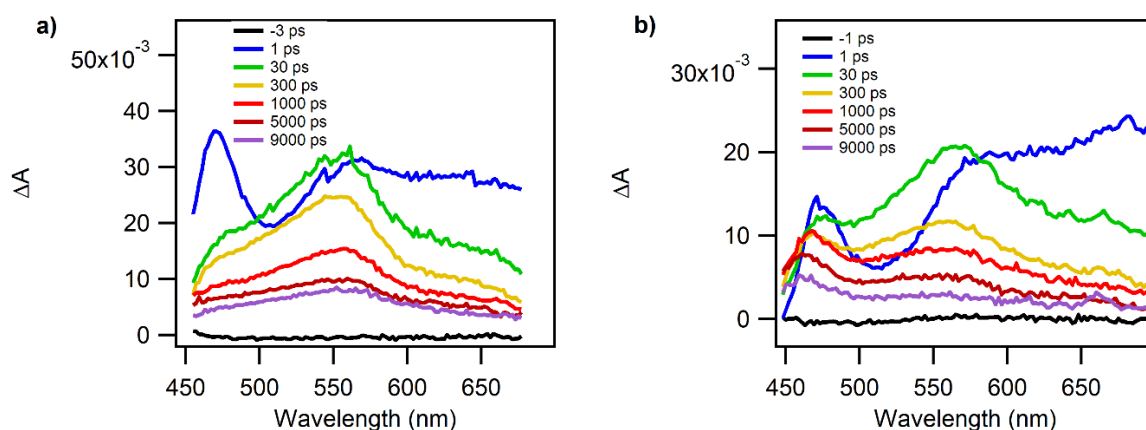 a)
50x10⁻³
40
30
20
10
0
ΔA
-3 ps
1 ps
30 ps
300 ps
1000 ps
5000 ps
9000 ps
450 500 550 600 650
Wavelength (nm)
b)
30x10⁻³
20
10
0
ΔA
-1 ps
1 ps
30 ps
300 ps
1000 ps
5000 ps
9000 ps
450 500 550 600 650
Wavelength (nm)